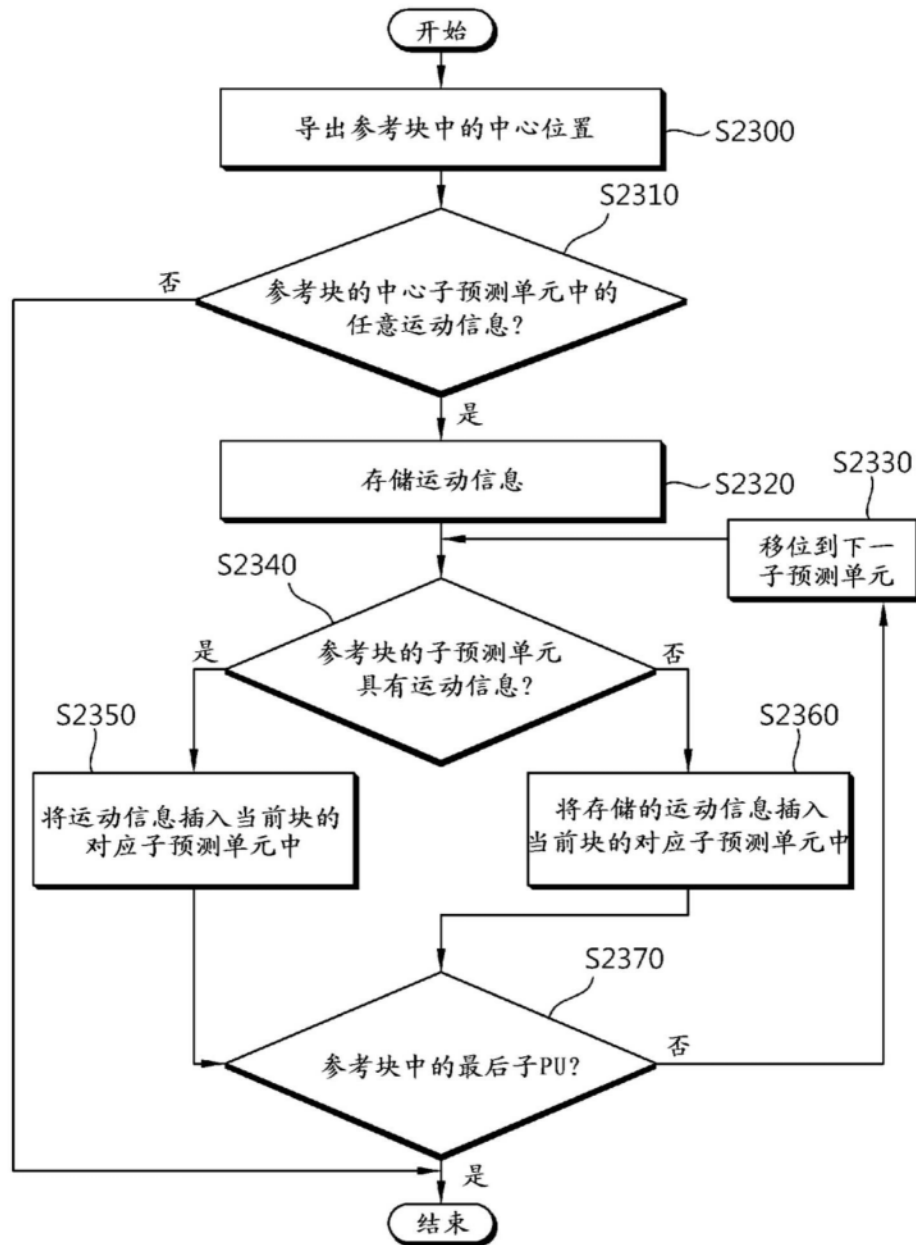 开始
导出参考块中的中心位置
S2300
S2310
否
参考块的中心子预测单元中的
任意运动信息?
是
存储运动信息
S2320
S2330
移位到下一
子预测单元
S2340
是
参考块的子预测单元
具有运动信息?
否
S2350
S2360
将运动信息插入当前块的
对应子预测单元中
将存储的运动信息插入
当前块的对应子预测单元中
S2370
参考块中的最后子PU?
否
是
结束